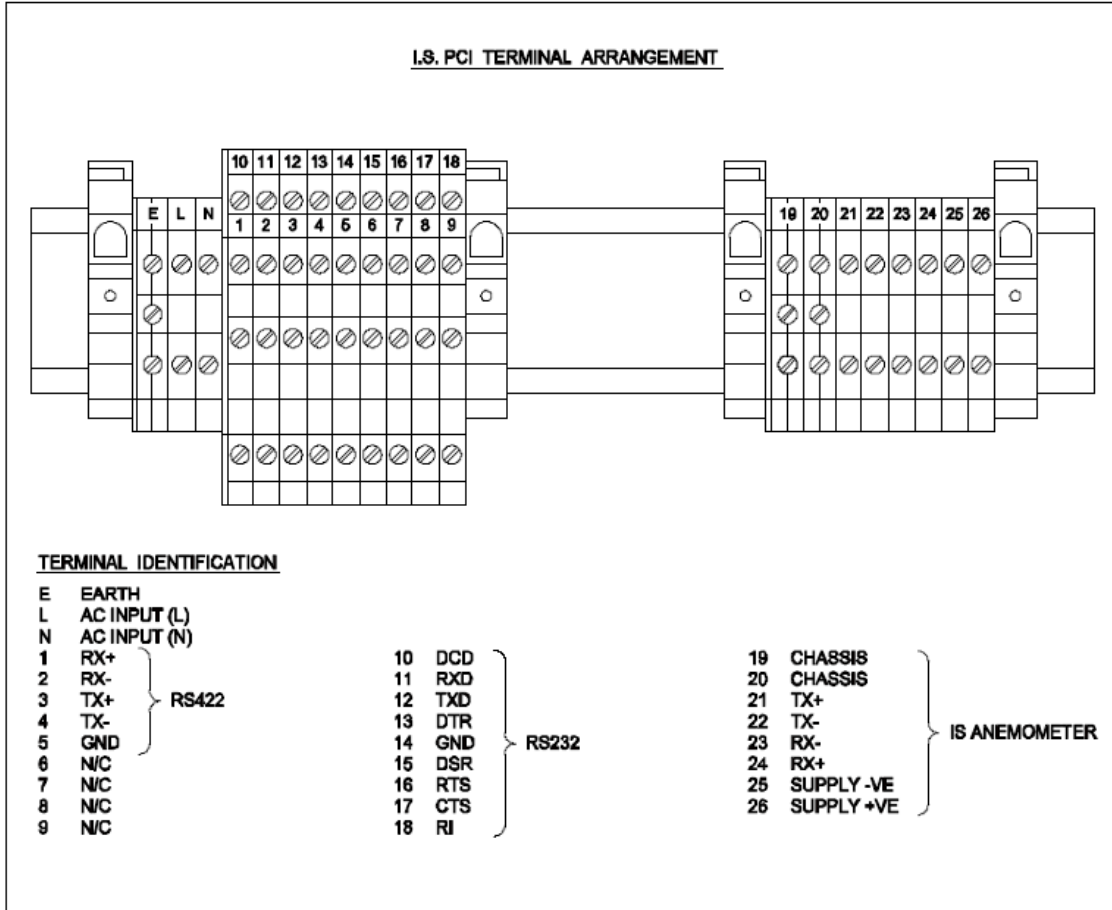 I.S. PCI TERMINAL ARRANGEMENT
10 11 12 13 14 15 16 17 18
E L N
1 2 3 4 5 6 7 8 9
19 20 21 22 23 24 25 26
TERMINAL IDENTIFICATION
E EARTH
L AC INPUT (L)
N AC INPUT (N)
1 RX+
2 RX-
3 TX+
4 TX-
5 GND
RS422
6 N/C
7 N/C
8 N/C
9 N/C
10 DCD
11 RXD
12 TXD
13 DTR
14 GND
15 DSR
16 RTS
17 CTS
18 RI
RS232
19 CHASSIS
20 CHASSIS
21 TX+
22 TX-
23 RX-
24 RX+
25 SUPPLY -VE
26 SUPPLY +VE
IS ANEMOMETER